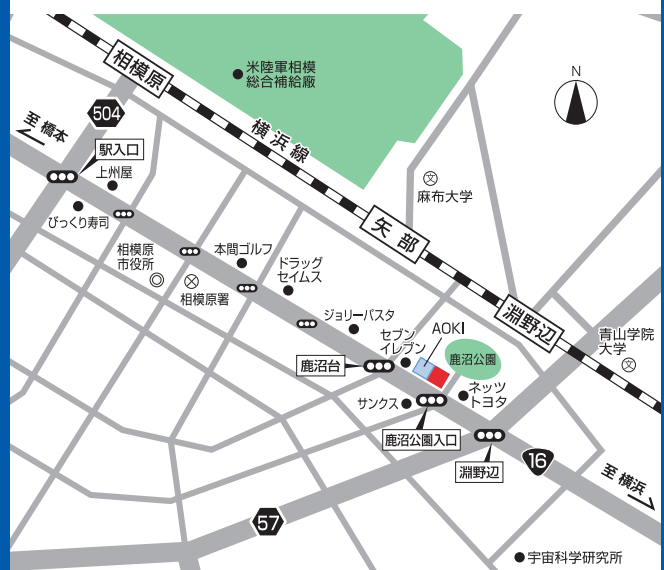 米陸軍相模
総合補給廠
N
相模原
504
至 橋本
横浜線
駅入口
上州屋
びっくり寿司
麻布大学
文
矢部
相模原
市役所
相模原署
本間ゴルフ
ドラッグ
セイムス
ジョリーパスタ
淵野辺
青山学院
大学
文
セブン
イレブン
AOKI
鹿沼公園
鹿沼台
サンクス
ネッツ
トヨタ
鹿沼公園入口
淵野辺
16
至 横浜
57
宇宙科学研究所